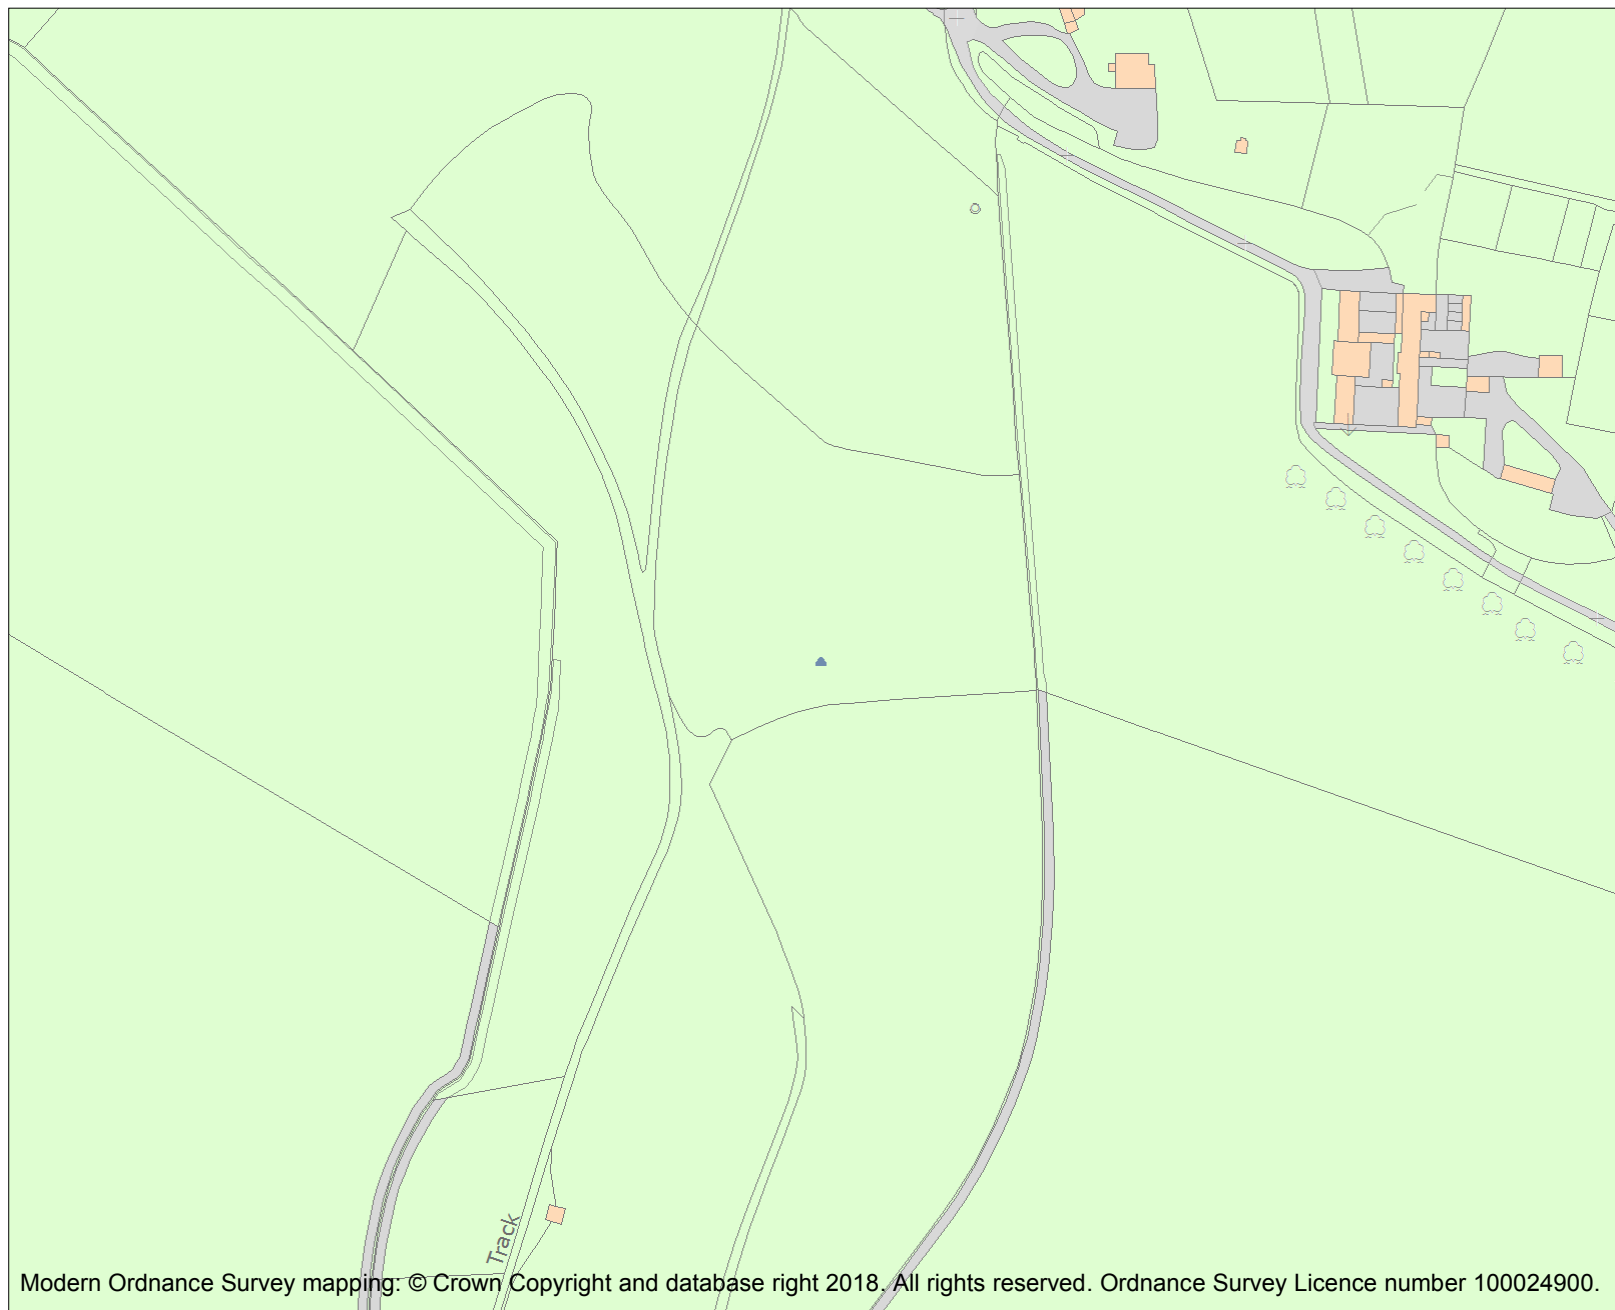 Track
Modern Ordnance Survey mapping: © Crown Copyright and database right 2018. All rights reserved. Ordnance Survey Licence number 100024900.